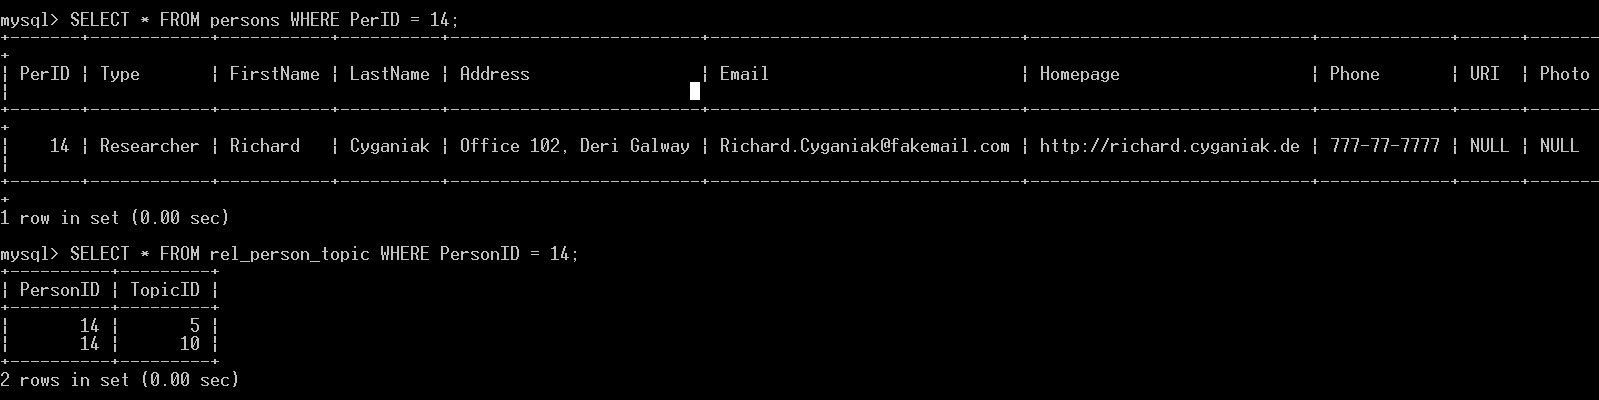 mysql> SELECT * FROM persons WHERE PerID = 14;
+-------+------------+-----------+----------+-------------------------+-------------------------------+----------------------------+-------------+------+-------
+
| PerID | Type       | FirstName | LastName | Address                 | Email                         | Homepage                   | Phone       | URI  | Photo
|
+-------+------------+-----------+----------+-------------------------+-------------------------------+----------------------------+-------------+------+-------
+
|    14 | Researcher | Richard   | Cyganiak | Office 102, Deri Galway | Richard.Cyganiak@fakemail.com | http://richard.cyganiak.de | 777-77-7777 | NULL | NULL
|
+-------+------------+-----------+----------+-------------------------+-------------------------------+----------------------------+-------------+------+-------
+
1 row in set (0.00 sec)
mysql> SELECT * FROM rel_person_topic WHERE PersonID = 14;
+----------+---------+
| PersonID | TopicID |
+----------+---------+
|       14 |       5 |
|       14 |      10 |
+----------+---------+
2 rows in set (0.00 sec)